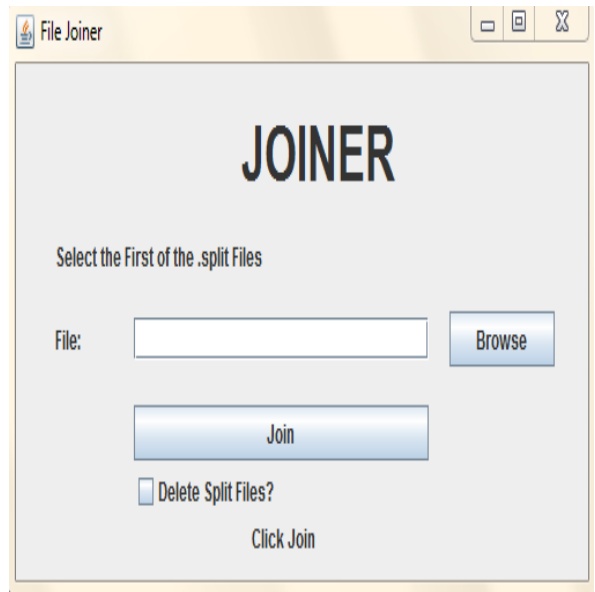 File Joiner
JOINER
Select the First of the .split Files
File:
Browse
Join
Delete Split Files?
Click Join